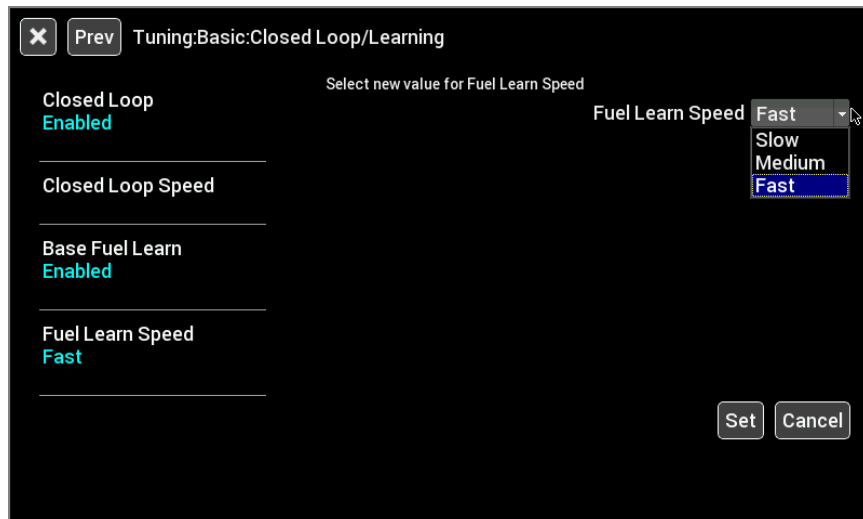 Prev Tuning:Basic:Closed Loop/Learning
Closed Loop
Enabled
Closed Loop Speed
Base Fuel Learn
Enabled
Fuel Learn Speed
Fast
Select new value for Fuel Learn Speed
Fuel Learn Speed Fast
Slow
Medium
Fast
Set Cancel